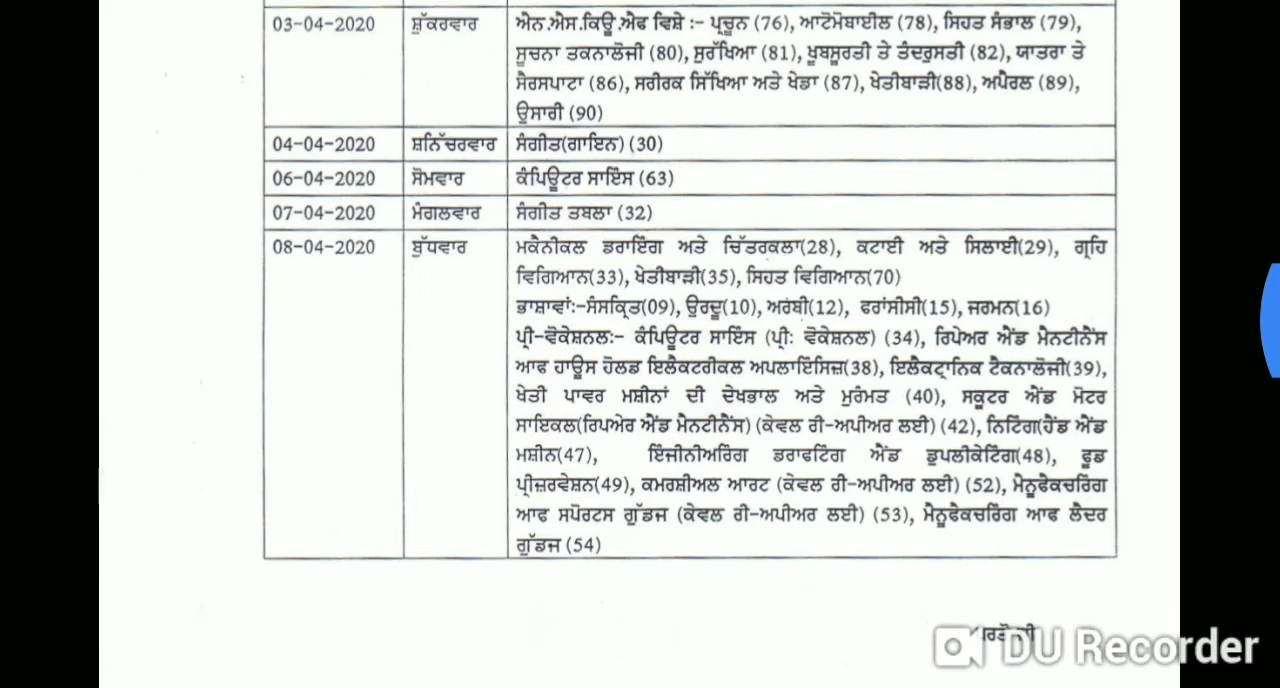 03-04-2020 ਸ਼ੁੱਕਰਵਾਰ ਐਨ.ਐਸ.ਕਿਊ.ਐਫ ਵਿਸ਼ੇ :- ਪ੍ਰਚੂਨ (76), ਆਟੋਮੋਬਾਈਲ (78), ਸਿਹਤ ਸੰਭਾਲ (79),
ਸੂਚਨਾ ਤਕਨਾਲੋਜੀ (80), ਸੁਰੱਖਿਆ (81), ਖੂਬਸੂਰਤੀ ਤੇ ਤੰਦਰੁਸਤੀ (82), ਯਾਤਰਾ ਤੇ
ਸੈਰਸਪਾਟਾ (86), ਸਰੀਰਕ ਸਿੱਖਿਆ ਅਤੇ ਖੇਡਾ (87), ਖੇਤੀਬਾੜੀ(88), ਅਪੈਰਲ (89),
ਉਸਾਰੀ (90)
04-04-2020 ਸ਼ਨਿੱਚਰਵਾਰ ਸੰਗੀਤ(ਗਾਇਨ) (30)
06-04-2020 ਸੋਮਵਾਰ ਕੰਪਿਊਟਰ ਸਾਇੰਸ (63)
07-04-2020 ਮੰਗਲਵਾਰ ਸੰਗੀਤ ਤਬਲਾ (32)
08-04-2020 ਬੁੱਧਵਾਰ ਮਕੈਨੀਕਲ ਡਰਾਇੰਗ ਅਤੇ ਚਿੱਤਰਕਲਾ(28), ਕਟਾਈ ਅਤੇ ਸਿਲਾਈ(29), ਗ੍ਰਹਿ
ਵਿਗਿਆਨ(33), ਖੇਤੀਬਾੜੀ(35), ਸਿਹਤ ਵਿਗਿਆਨ(70)
ਭਾਸ਼ਾਵਾਂ:-ਸੰਸਕ੍ਰਿਤ(09), ਉਰਦੂ(10), ਅਰਬੀ(12), ਫਰਾਂਸੀਸੀ(15), ਜਰਮਨ(16)
ਪ੍ਰੀ-ਵੋਕੇਸ਼ਨਲ:- ਕੰਪਿਊਟਰ ਸਾਇੰਸ (ਪ੍ਰੀ: ਵੋਕੇਸ਼ਨਲ) (34), ਰਿਪੇਅਰ ਐਂਡ ਮੈਨਟੀਨੈਂਸ
ਆਫ ਹਾਊਸ ਹੋਲਡ ਇਲੈਕਟਰੀਕਲ ਅਪਲਾਇੰਸਿਜ਼(38), ਇਲੈਕਟ੍ਰਾਨਿਕ ਟੈਕਨਾਲੋਜੀ(39),
ਖੇਤੀ ਪਾਵਰ ਮਸ਼ੀਨਾਂ ਦੀ ਦੇਖਭਾਲ ਅਤੇ ਮੁਰੰਮਤ (40), ਸਕੂਟਰ ਐਂਡ ਮੋਟਰ
ਸਾਇਕਲ(ਰਿਪਅੇਰ ਐਂਡ ਮੈਨਟੀਨੈਂਸ) (ਕੇਵਲ ਰੀ-ਅਪੀਅਰ ਲਈ) (42), ਨਿਟਿੰਗ(ਹੈਂਡ ਐਂਡ
ਮਸ਼ੀਨ(47), ਇੰਜੀਨੀਅਰਿੰਗ ਡਰਾਫਟਿੰਗ ਐਂਡ ਡੁਪਲੀਕੇਟਿੰਗ(48), ਫੂਡ
ਪ੍ਰੀਜ਼ਰਵੇਸ਼ਨ(49), ਕਮਰਸ਼ੀਅਲ ਆਰਟ (ਕੇਵਲ ਰੀ-ਅਪੀਅਰ ਲਈ) (52), ਮੈਨੂਫੈਕਚਰਿੰਗ
ਆਫ ਸਪੋਰਟਸ ਗੁੱਡਜ (ਕੇਵਲ ਰੀ-ਅਪੀਅਰ ਲਈ) (53), ਮੈਨੂਫੈਕਚਰਿੰਗ ਆਫ ਲੈਦਰ
ਗੁੱਡਜ (54)
DU Recorder